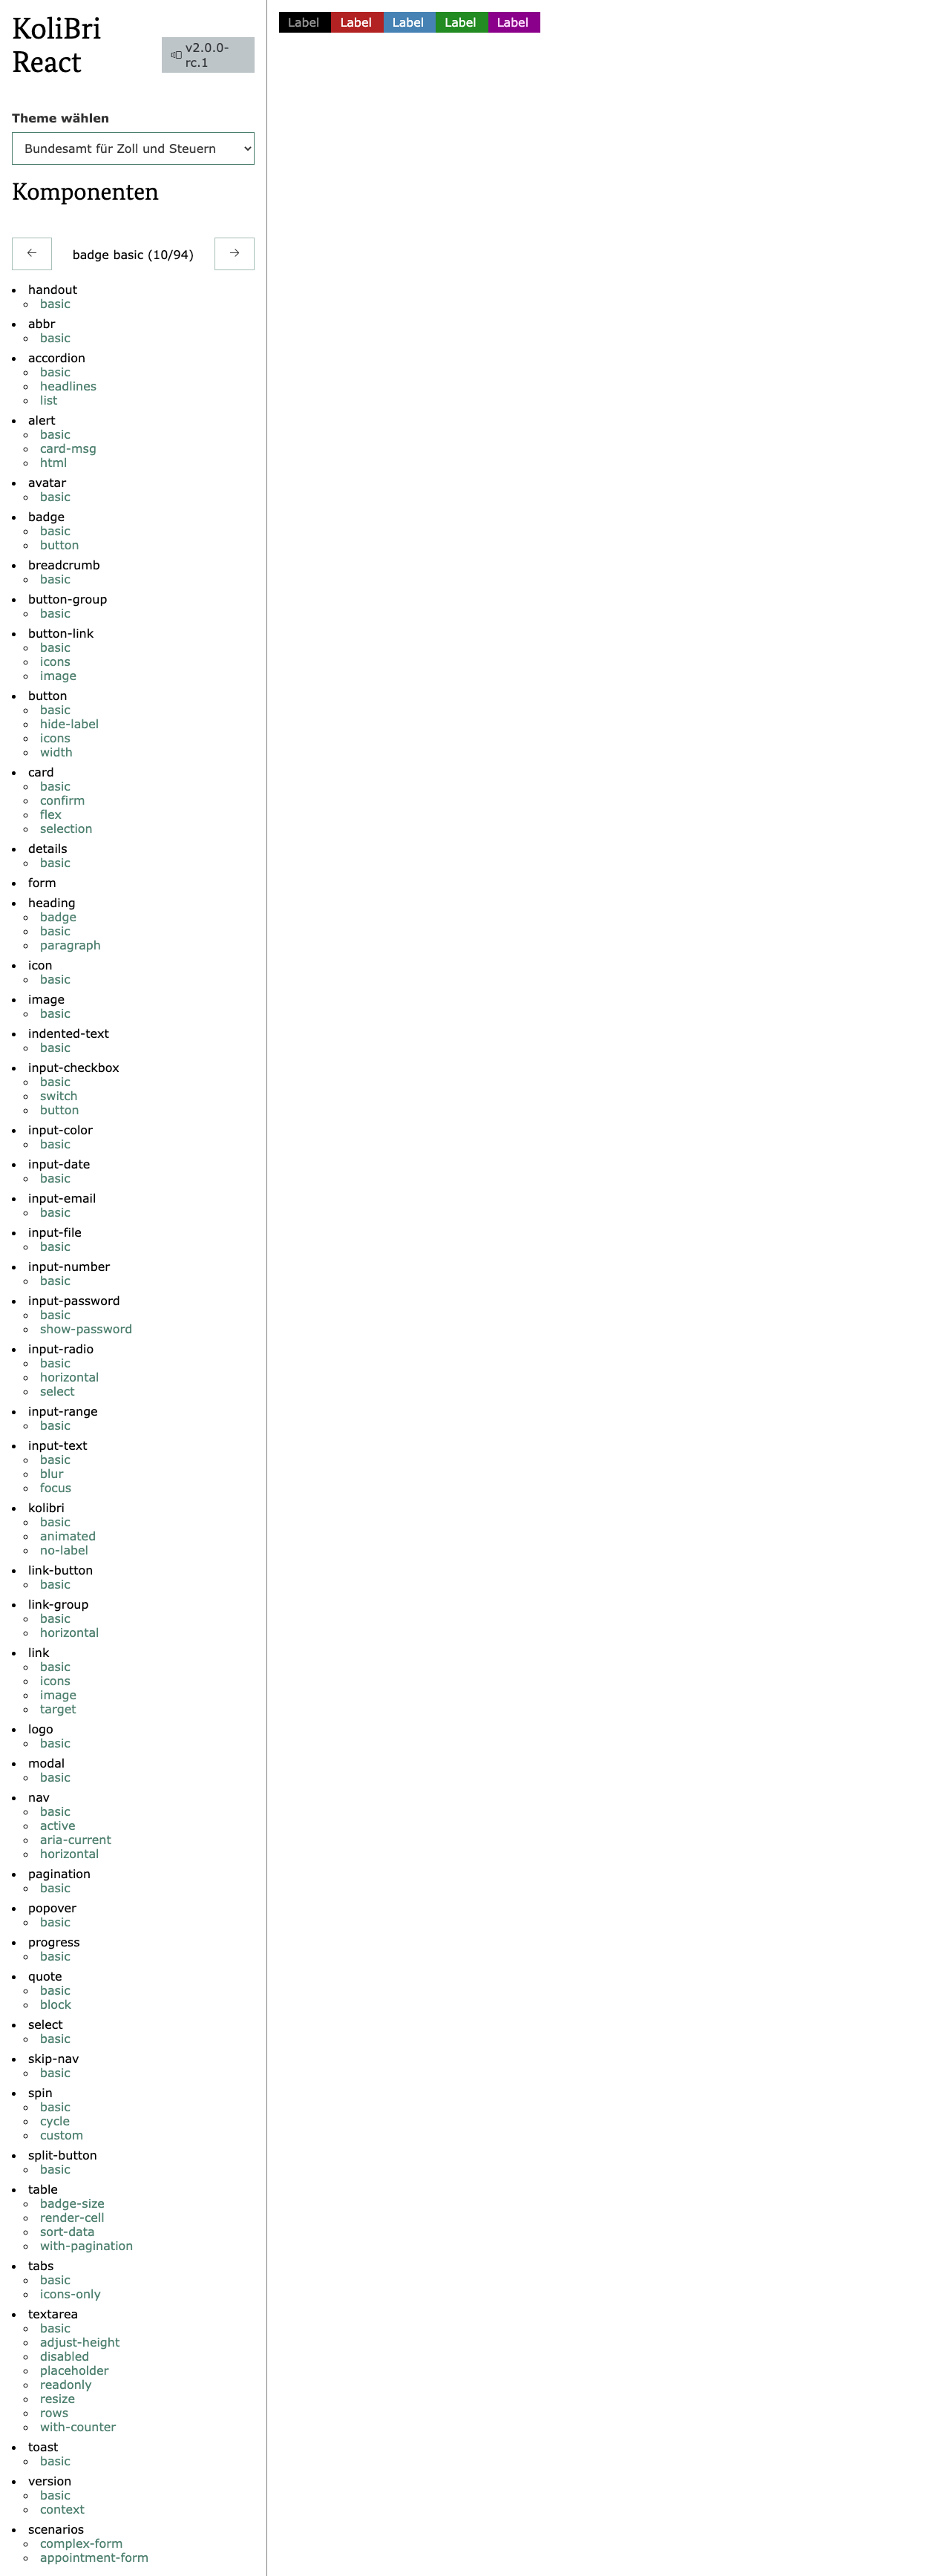 KoliBri
React
v2.0.0-
rc.1
Theme wählen
Bundesamt für Zoll und Steuern
Komponenten
← badge basic (10/94) →
handout
basic
abbr
basic
accordion
basic
headlines
list
alert
basic
card-msg
html
avatar
basic
badge
basic
button
breadcrumb
basic
button-group
basic
button-link
basic
icons
image
button
basic
hide-label
icons
width
card
basic
confirm
flex
selection
details
basic
form
heading
badge
basic
paragraph
icon
basic
image
basic
indented-text
basic
input-checkbox
basic
switch
button
input-color
basic
input-date
basic
input-email
basic
input-file
basic
input-number
basic
input-password
basic
show-password
input-radio
basic
horizontal
select
input-range
basic
input-text
basic
blur
focus
kolibri
basic
animated
no-label
link-button
basic
link-group
basic
horizontal
link
basic
icons
image
target
logo
basic
modal
basic
nav
basic
active
aria-current
horizontal
pagination
basic
popover
basic
progress
basic
quote
basic
block
select
basic
skip-nav
basic
spin
basic
cycle
custom
split-button
basic
table
badge-size
render-cell
sort-data
with-pagination
tabs
basic
icons-only
textarea
basic
adjust-height
disabled
placeholder
readonly
resize
rows
with-counter
toast
basic
version
basic
context
scenarios
complex-form
appointment-form
Label Label Label Label Label